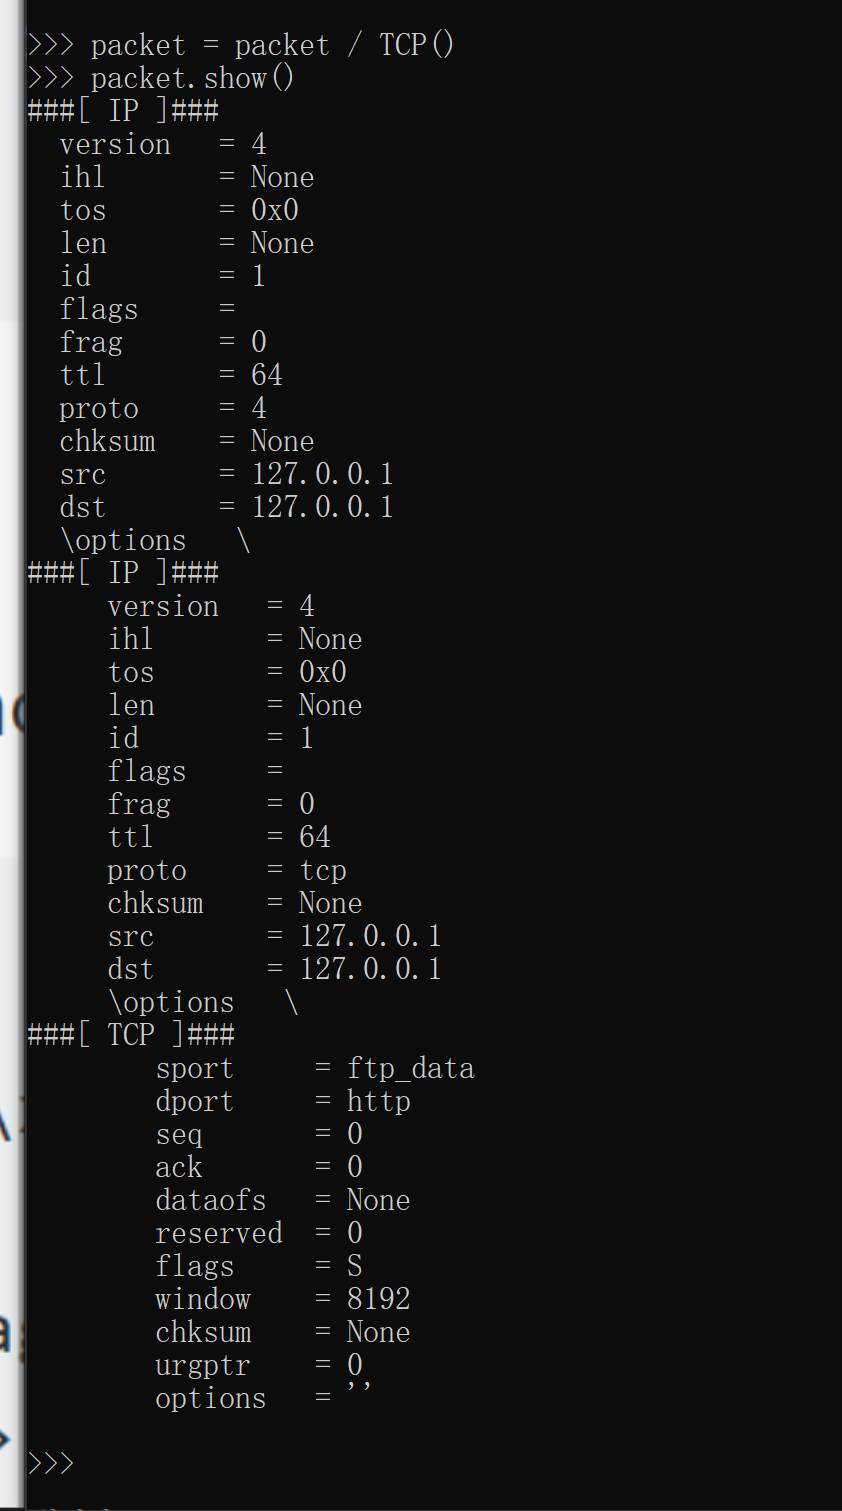 >>> packet = packet / TCP()
>>> packet.show()
###[ IP ]###
  version   = 4
  ihl       = None
  tos       = 0x0
  len       = None
  id        = 1
  flags     =
  frag      = 0
  ttl       = 64
  proto     = 4
  chksum    = None
  src       = 127.0.0.1
  dst       = 127.0.0.1
  \options   \
###[ IP ]###
     version   = 4
     ihl       = None
     tos       = 0x0
     len       = None
     id        = 1
     flags     =
     frag      = 0
     ttl       = 64
     proto     = tcp
     chksum    = None
     src       = 127.0.0.1
     dst       = 127.0.0.1
     \options   \
###[ TCP ]###
        sport     = ftp_data
        dport     = http
        seq       = 0
        ack       = 0
        dataofs   = None
        reserved  = 0
        flags     = S
        window    = 8192
        chksum    = None
        urgptr    = 0
        options   = ''
>>>